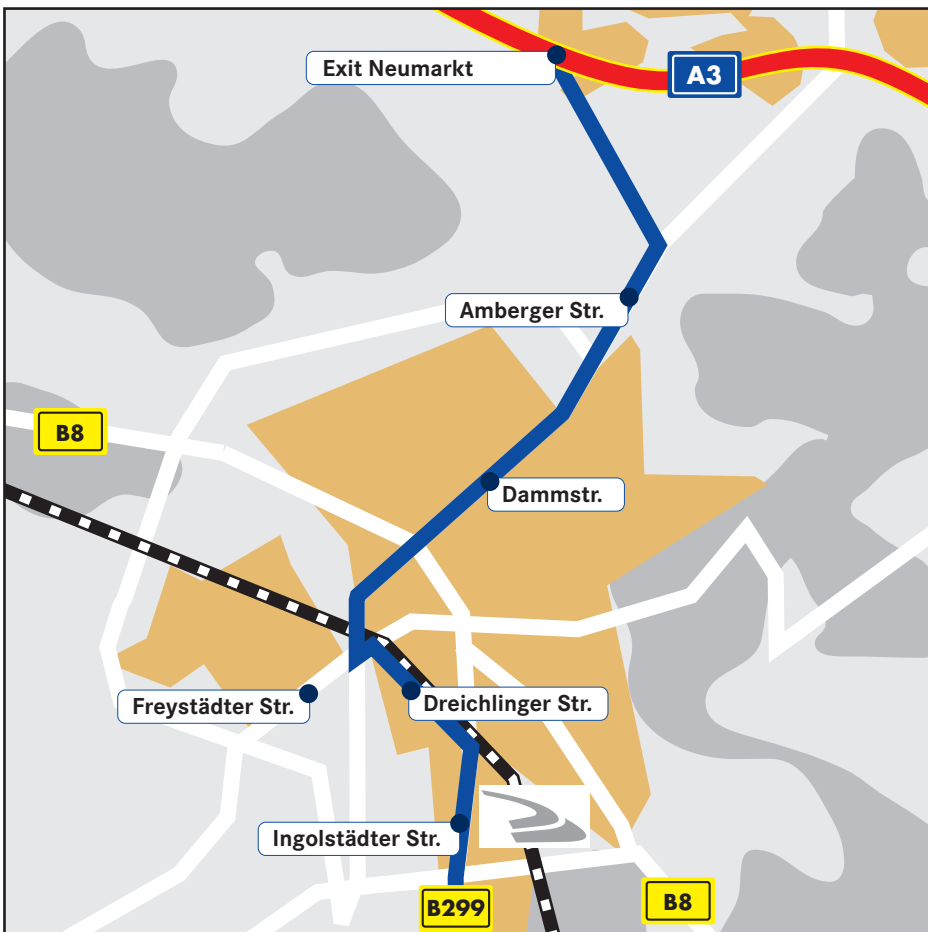 Exit Neumarkt
A3
Amberger Str.
B8
Dammstr.
Freystädter Str.
Dreichlinger Str.
Ingolstädter Str.
B299
B8